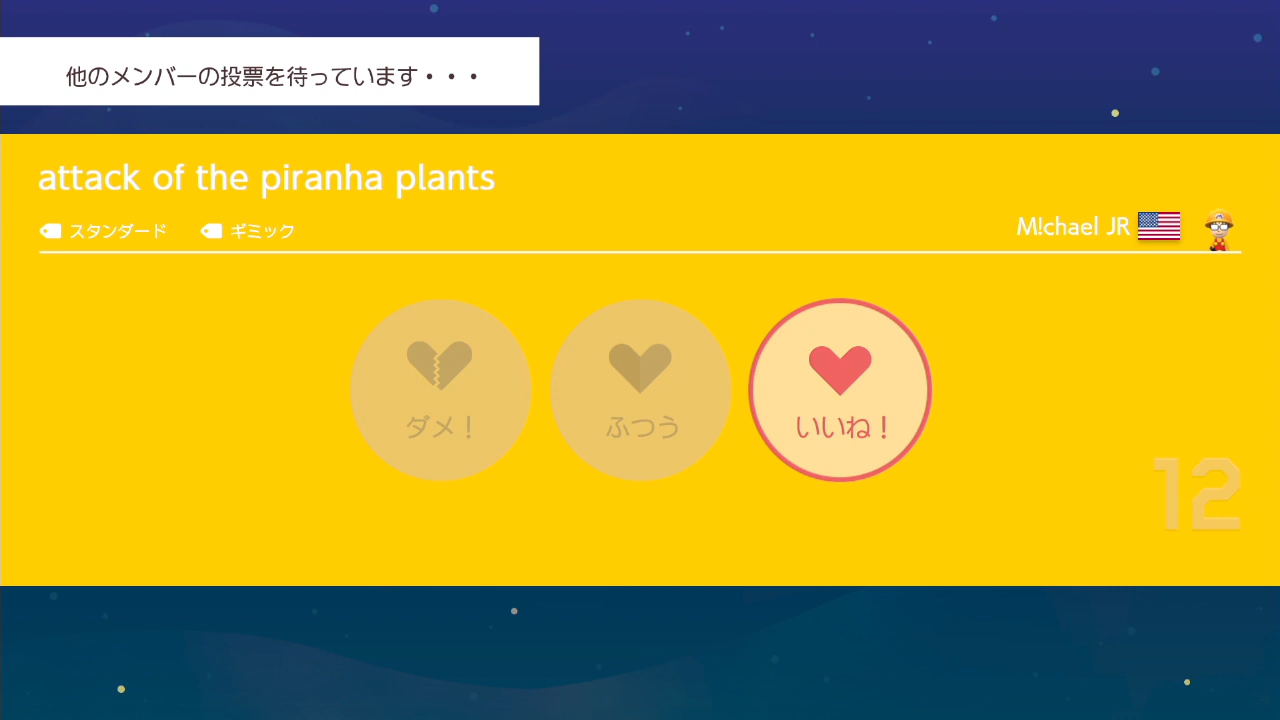 他のメンバーの投票を待っています・・・
attack of the piranha plants
スタンダード ギミック
M!chael JR
ダメ! ふつう いいね!
12